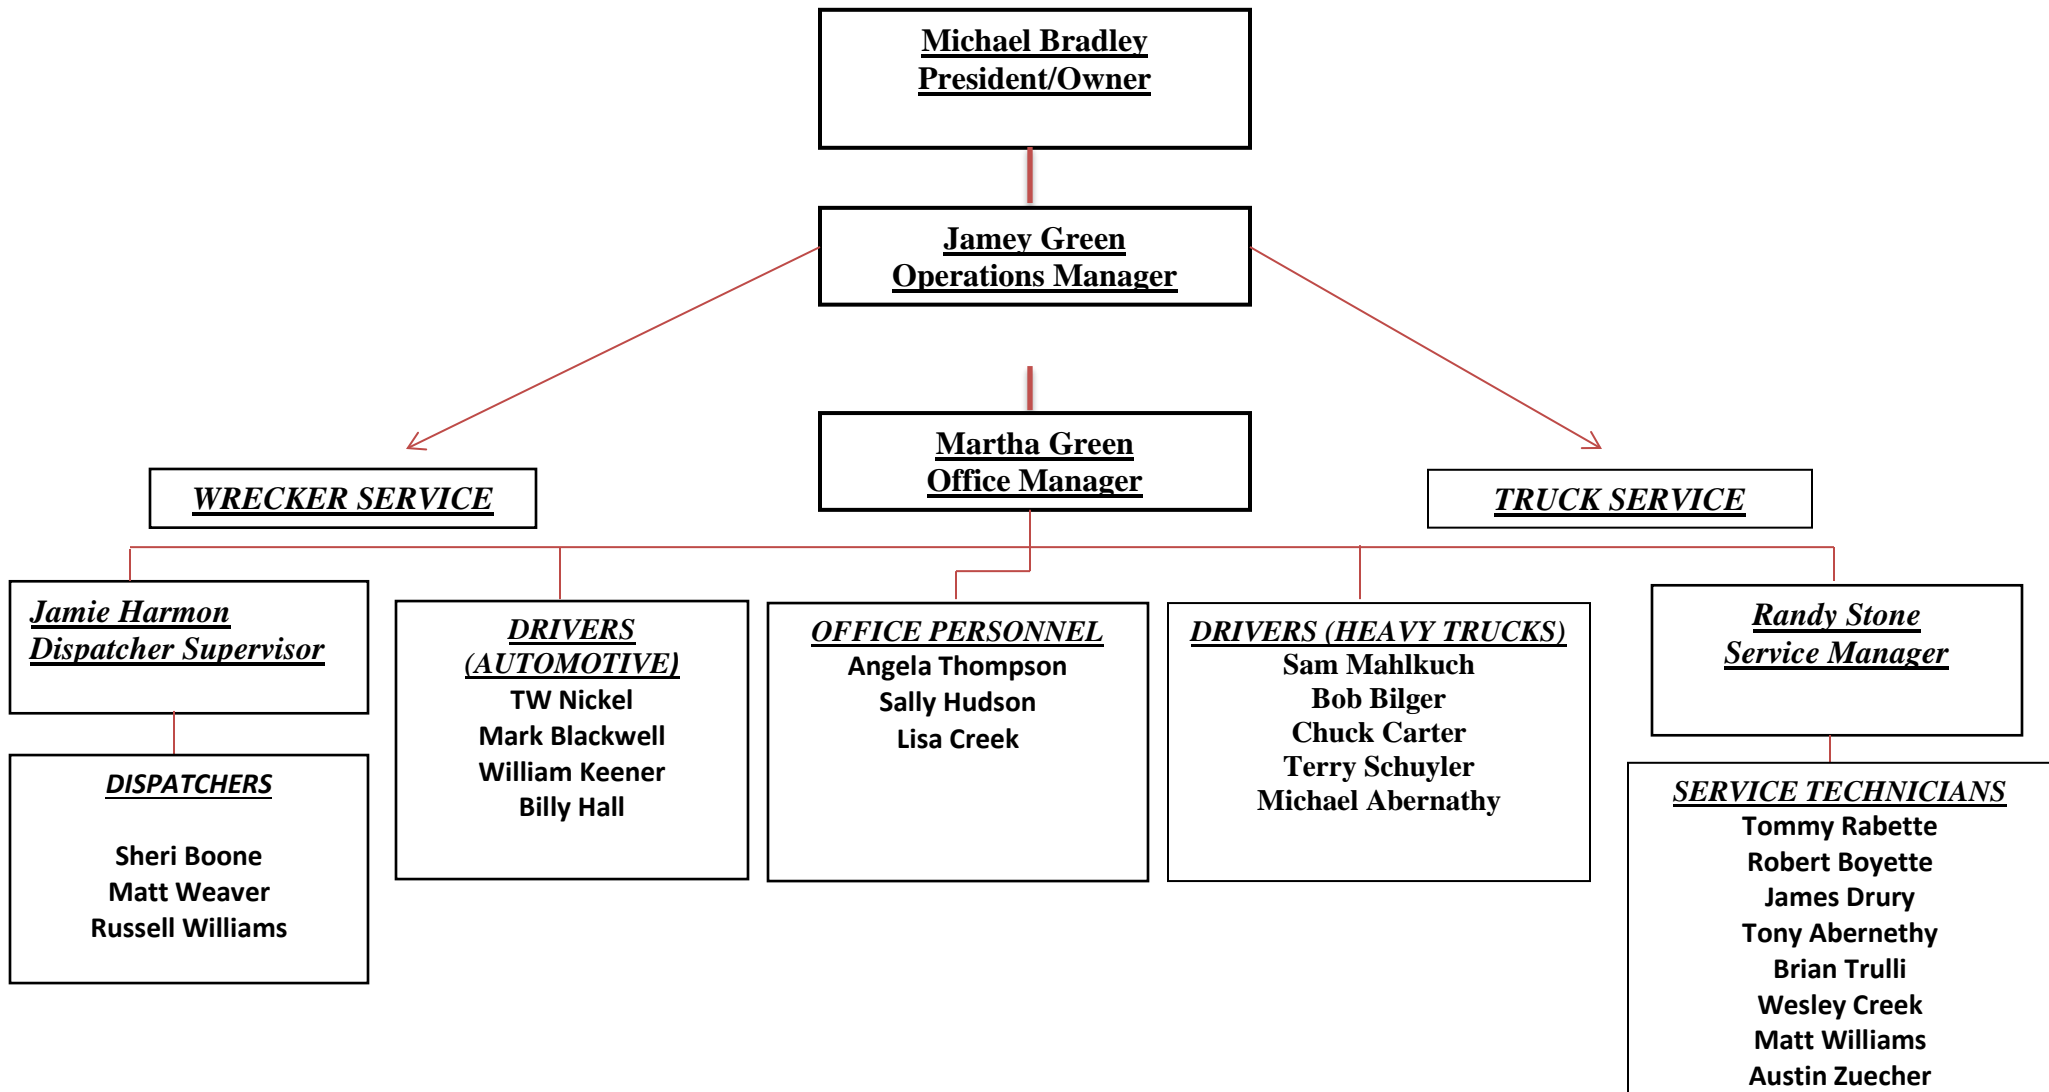 Michael Bradley
President/Owner
Jamey Green
Operations Manager
Martha Green
Office Manager
WRECKER SERVICE
TRUCK SERVICE
Jamie Harmon
Dispatcher Supervisor
DISPATCHERS
Sheri Boone
Matt Weaver
Russell Williams
DRIVERS
(AUTOMOTIVE)
TW Nickel
Mark Blackwell
William Keener
Billy Hall
OFFICE PERSONNEL
Angela Thompson
Sally Hudson
Lisa Creek
DRIVERS (HEAVY TRUCKS)
Sam Mahlkuch
Bob Bilger
Chuck Carter
Terry Schuyler
Michael Abernathy
Randy Stone
Service Manager
SERVICE TECHNICIANS
Tommy Rabette
Robert Boyette
James Drury
Tony Abernethy
Brian Trulli
Wesley Creek
Matt Williams
Austin Zuecher